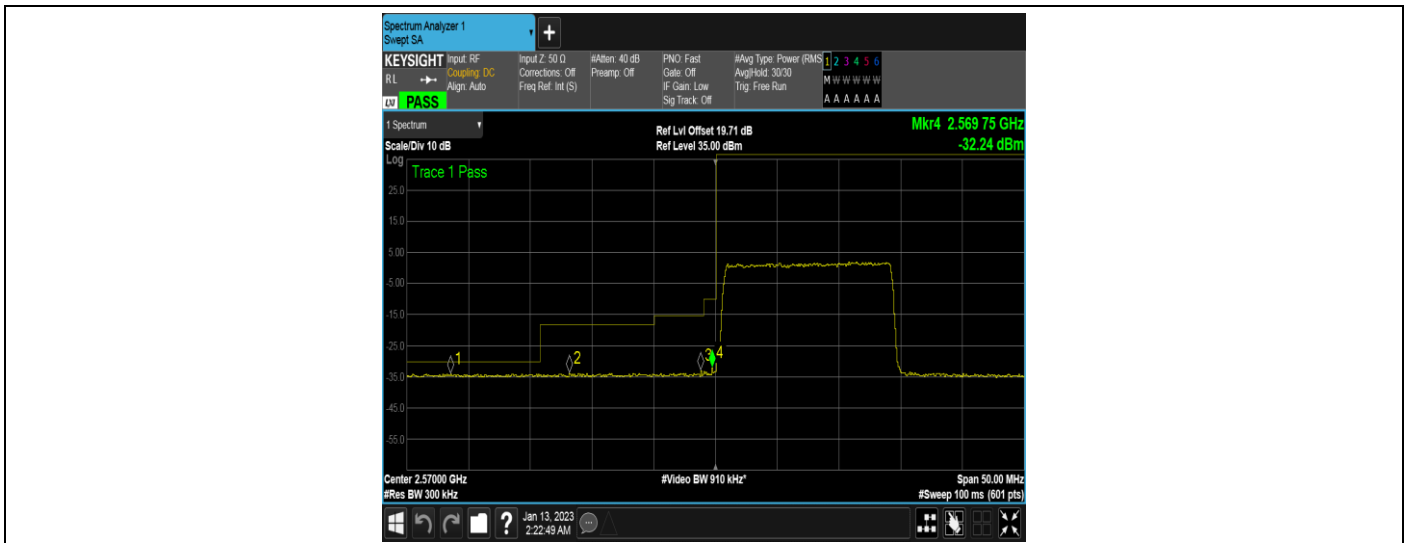 Spectrum Analyzer 1
Swept SA
+
KEYSIGHT
RL
LXI PASS
Input: RF
Coupling: DC
Align: Auto
Input Z: 50 Ω
Corrections: Off
Freq Ref: Int (S)
#Atten: 40 dB
Preamp: Off
PNO: Fast
Gate: Off
IF Gain: Low
Sig Track: Off
#Avg Type: Power (RMS
Avg|Hold: 30/30
Trig: Free Run
1 2 3 4 5 6
M W W W W W
A A A A A A
1 Spectrum
Scale/Div 10 dB
Ref Lvl Offset 19.71 dB
Ref Level 35.00 dBm
Mkr4 2.569 75 GHz
-32.24 dBm
Log
Trace 1 Pass
25.0
15.0
5.00
-5.00
-15.0
-25.0
-35.0
-45.0
-55.0
1
2
3
4
Center 2.57000 GHz
#Res BW 300 kHz
#Video BW 910 kHz*
Span 50.00 MHz
#Sweep 100 ms (601 pts)
?
Jan 13, 2023
2:22:49 AM